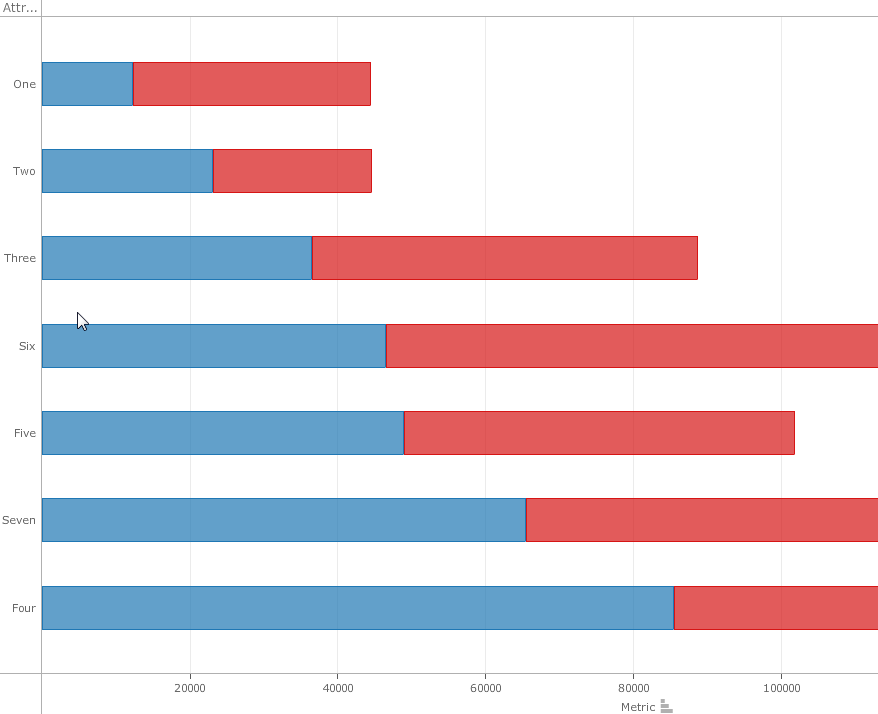 Attr...
One
Two
Three
Six
Five
Seven
Four
20000 40000 60000 80000 100000
Metric